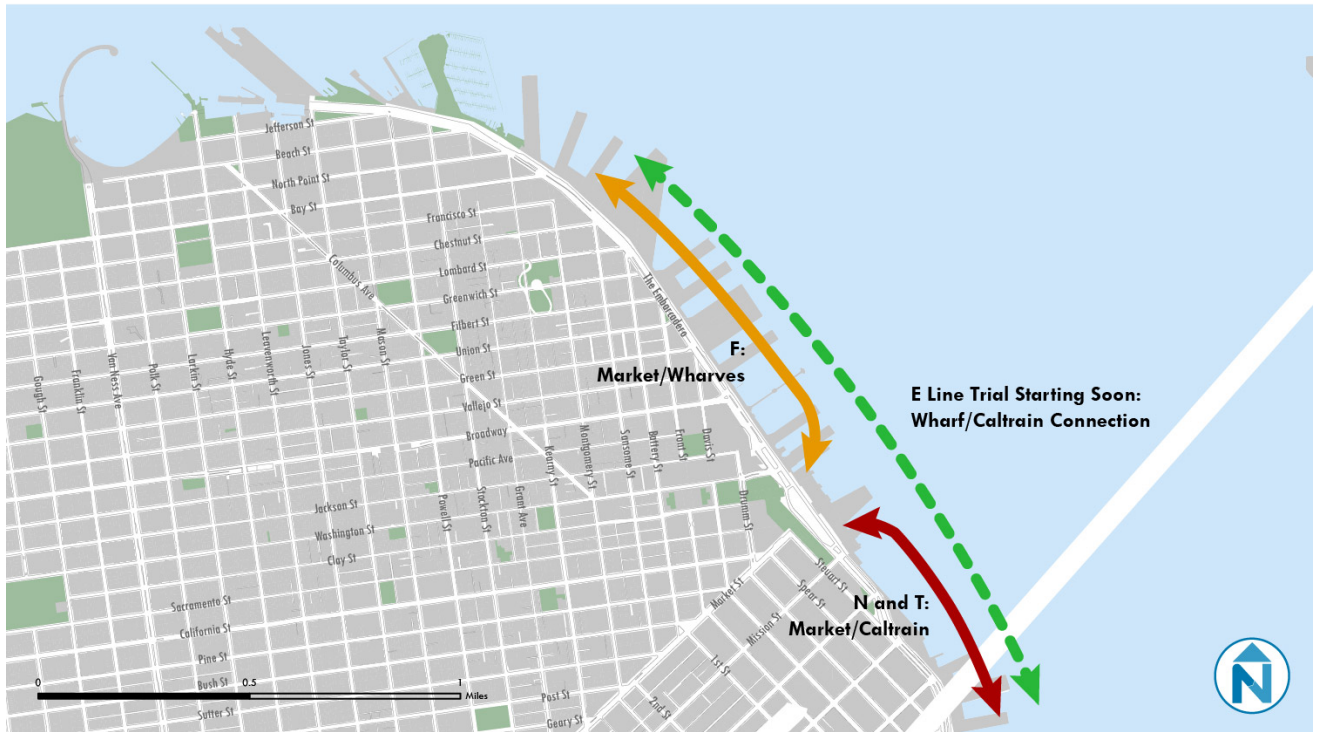 Jefferson St
Beach St
North Point St
Bay St
Francisco St
Chestnut St
Lombard St
Greenwich St
Filbert St
Union St
Green St
Vallejo St
Broadway
Pacific Ave
Columbus Ave
The Embarcadero
Gough St
Franklin St
Van Ness Ave
Polk St
Larkin St
Hyde St
Leavenworth St
Jones St
Taylor St
Mason St
Powell St
Stockton St
Grant Ave
Kearny St
Montgomery St
Sansome St
Battery St
Front St
Davis St
Drumm St
Jackson St
Washington St
Clay St
Sacramento St
California St
Pine St
Bush St
Sutter St
Post St
Geary St
Market St
Mission St
Stewart St
Spear St
1st St
2nd St
F:
Market/Wharves
E Line Trial Starting Soon:
Wharf/Caltrain Connection
N and T:
Market/Caltrain
0
0.5
1
Miles
N